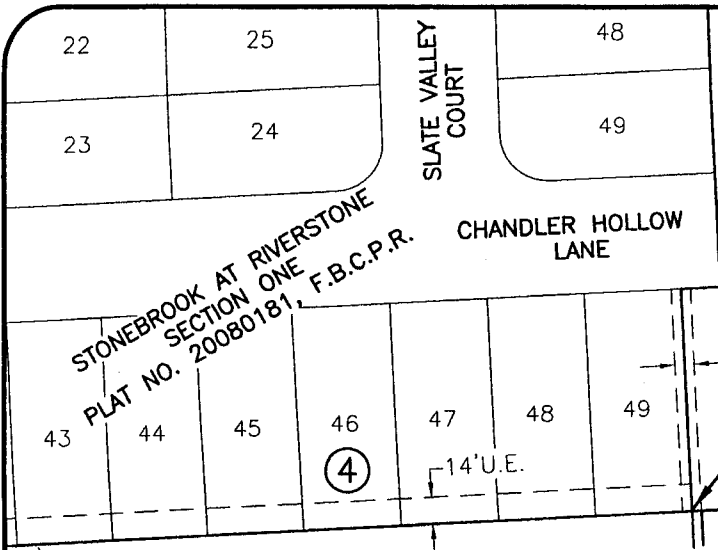 22
25
48
23
24
49
SLATE VALLEY
COURT
CHANDLER HOLLOW
LANE
STONEBROOK AT RIVERSTONE
SECTION ONE
PLAT NO. 20080181, F.B.C.P.R.
43
44
45
46
47
48
49
4
14'U.E.